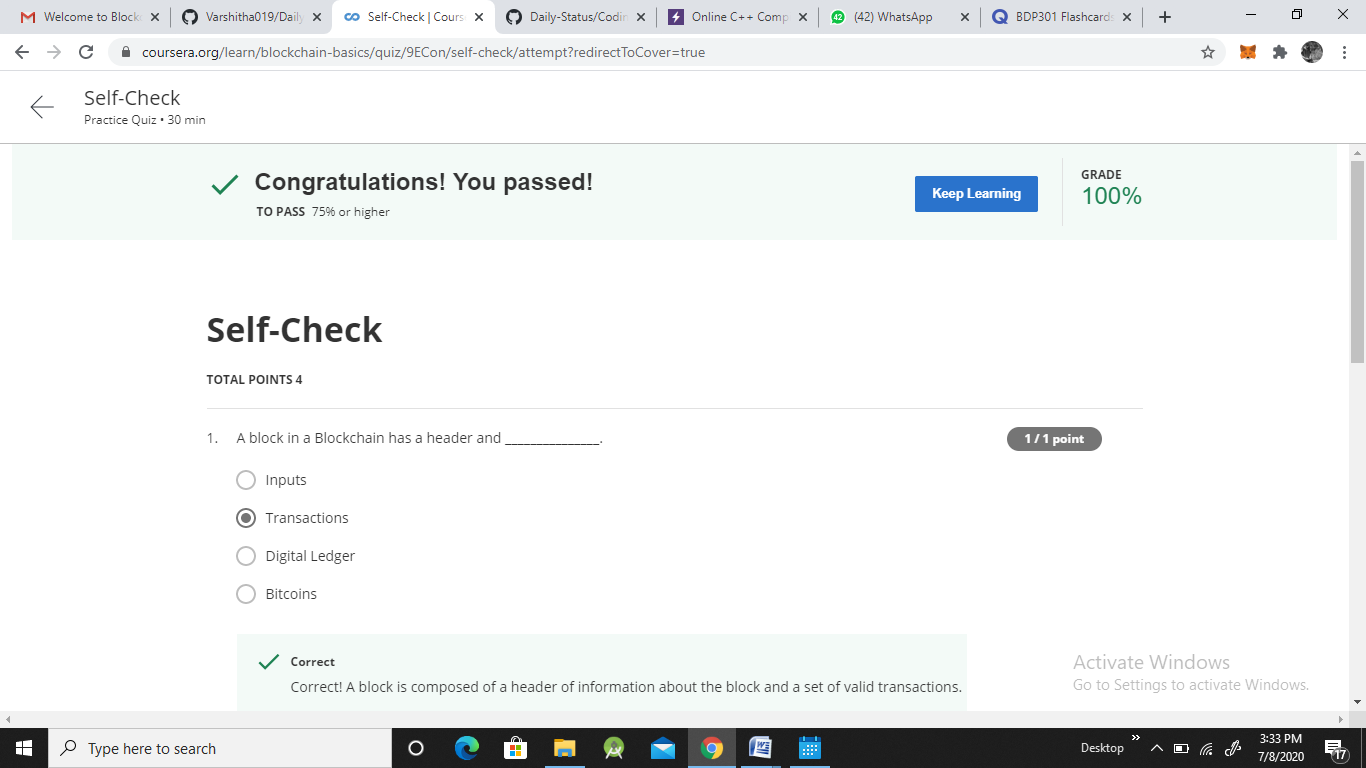 Welcome to Block
Varshitha019/Daily
Self-Check | Cours
Daily-Status/Codin
Online C++ Comp
(42) WhatsApp
BDP301 Flashcards
coursera.org/learn/blockchain-basics/quiz/9ECon/self-check/attempt?redirectToCover=true
Self-Check
Practice Quiz • 30 min
Congratulations! You passed!
TO PASS 75% or higher
Keep Learning
GRADE
100%
Self-Check
TOTAL POINTS 4
1. A block in a Blockchain has a header and _______________.
1 / 1 point
Inputs
Transactions
Digital Ledger
Bitcoins
Correct
Correct! A block is composed of a header of information about the block and a set of valid transactions.
Activate Windows
Go to Settings to activate Windows.
Type here to search
Desktop
3:33 PM
7/8/2020
17